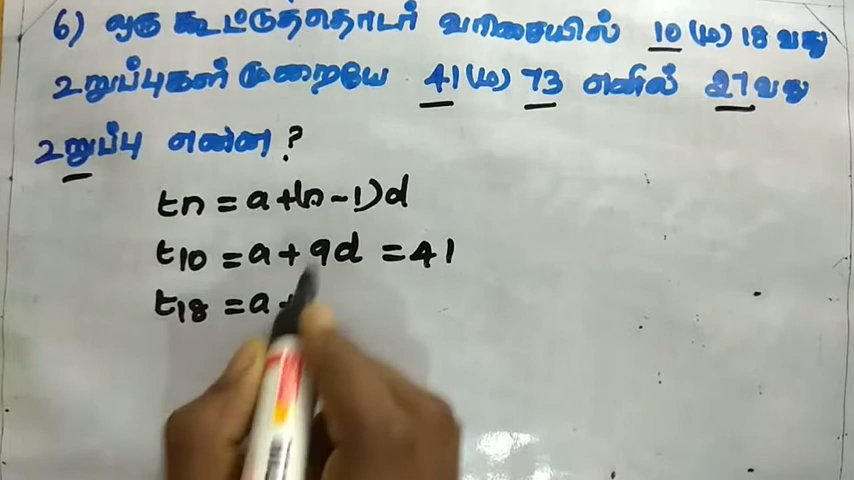 6) ஒரு கூட்டுத்தொடர் வரிசையில் 10 (ம) 18 வது
உறுப்புகள் முறையே 41 (ம) 73 எனில் 27வது
உறுப்பு என்ன ?
tn = a + (n - 1) d
t10 = a + 9d = 41
t18 = a +